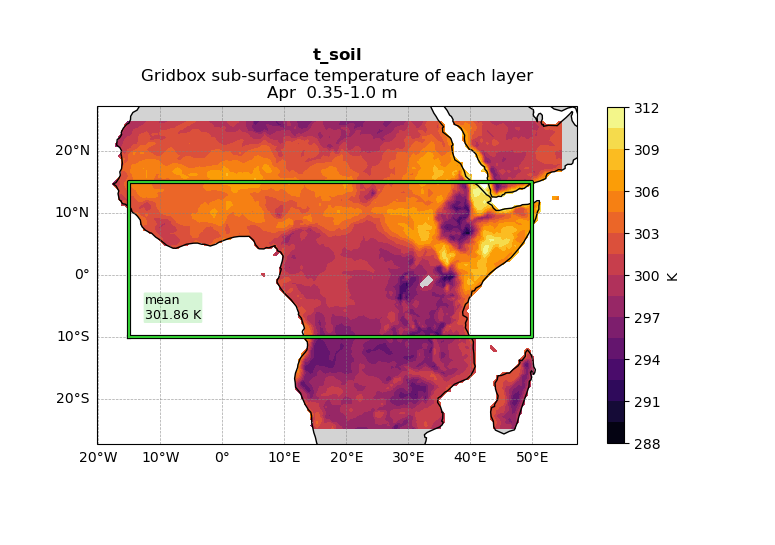 t_soil
Gridbox sub-surface temperature of each layer
Apr  0.35-1.0 m
20°N
10°N
0°
10°S
20°S
20°W
10°W
0°
10°E
20°E
30°E
40°E
50°E
mean
301.86 K
312
309
306
303
300
297
294
291
288
K